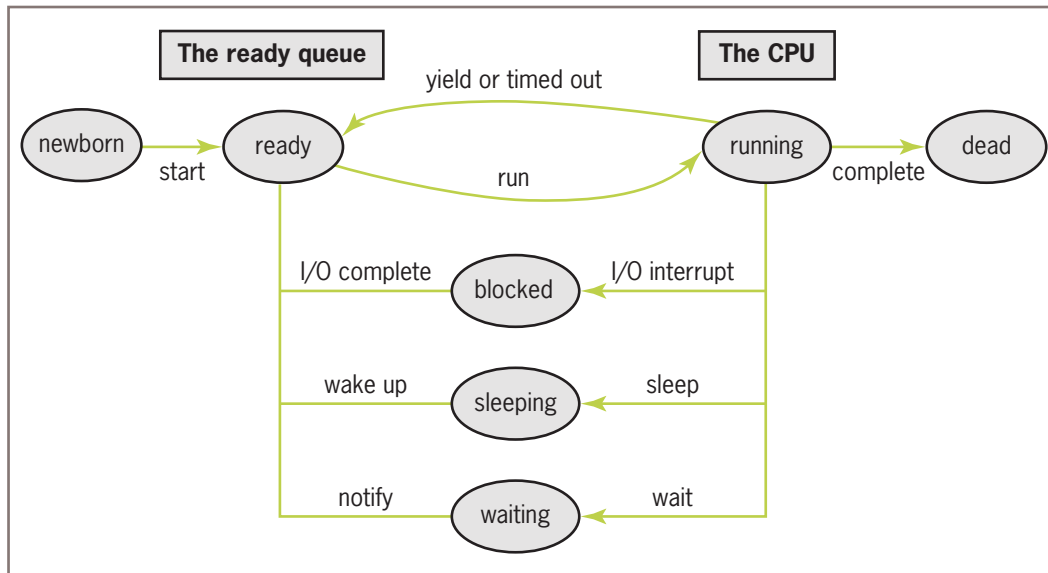 The ready queue
The CPU
yield or timed out
newborn
ready
running
dead
start
run
complete
I/O complete
blocked
I/O interrupt
wake up
sleeping
sleep
notify
waiting
wait